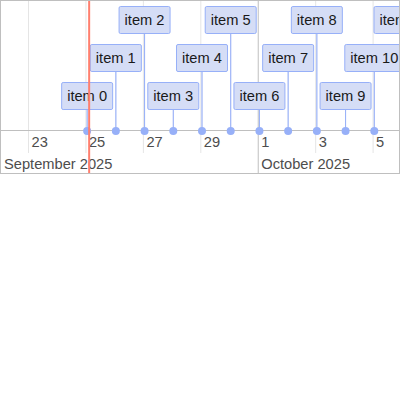 item 2
item 5
item 8
item 1
item 4
item 7
item 10
item 0
item 3
item 6
item 9
23
25
27
29
1
3
5
September 2025
October 2025